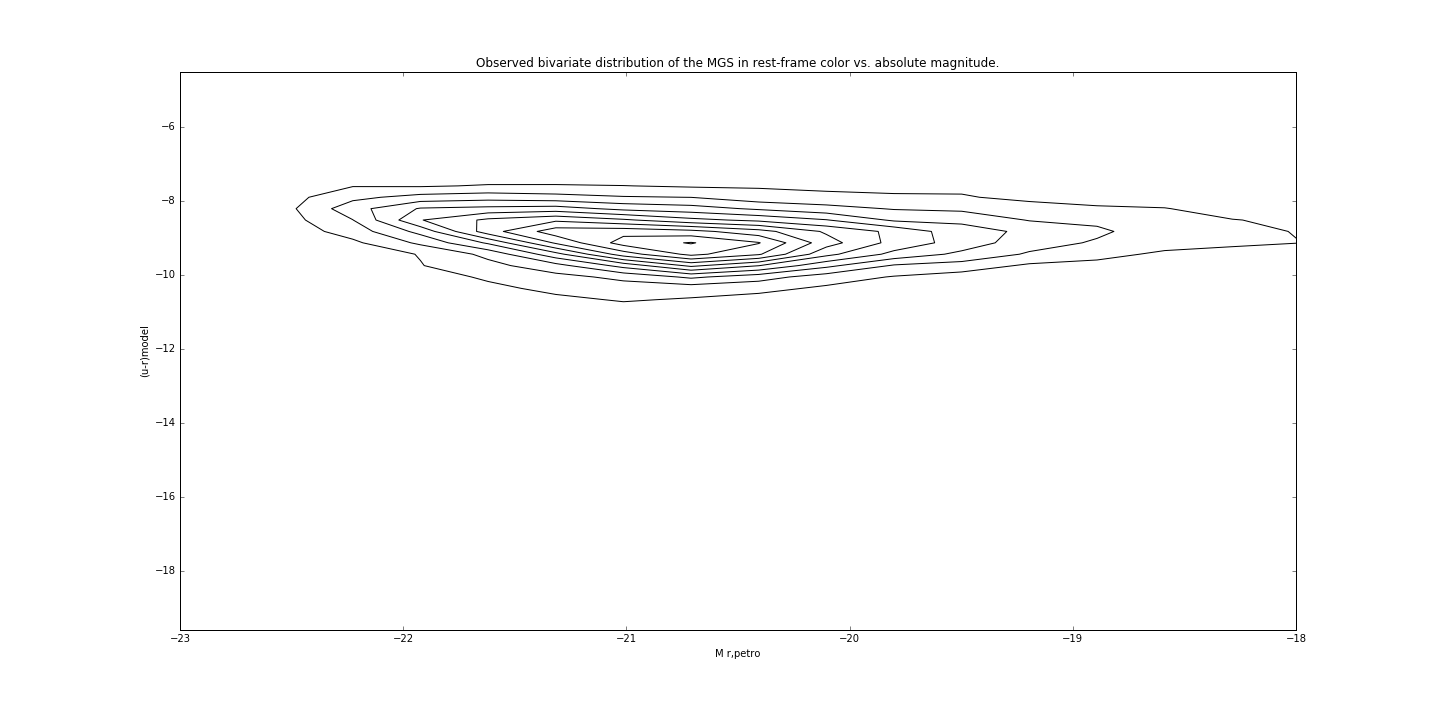 Observed bivariate distribution of the MGS in rest-frame color vs. absolute magnitude.
−6
−8
−10
−12
−14
−16
−18
(u-r)model
−23 −22 −21 −20 −19 −18
M r,petro